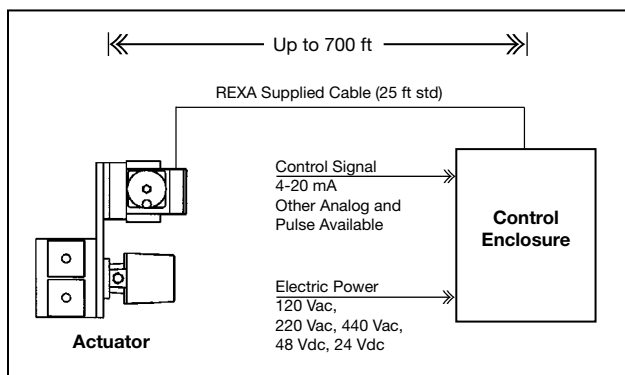 Up to 700 ft
REXA Supplied Cable (25 ft std)
Control Signal
4-20 mA
Other Analog and
Pulse Available
Control
Enclosure
Electric Power
120 Vac,
220 Vac, 440 Vac,
48 Vdc, 24 Vdc
Actuator